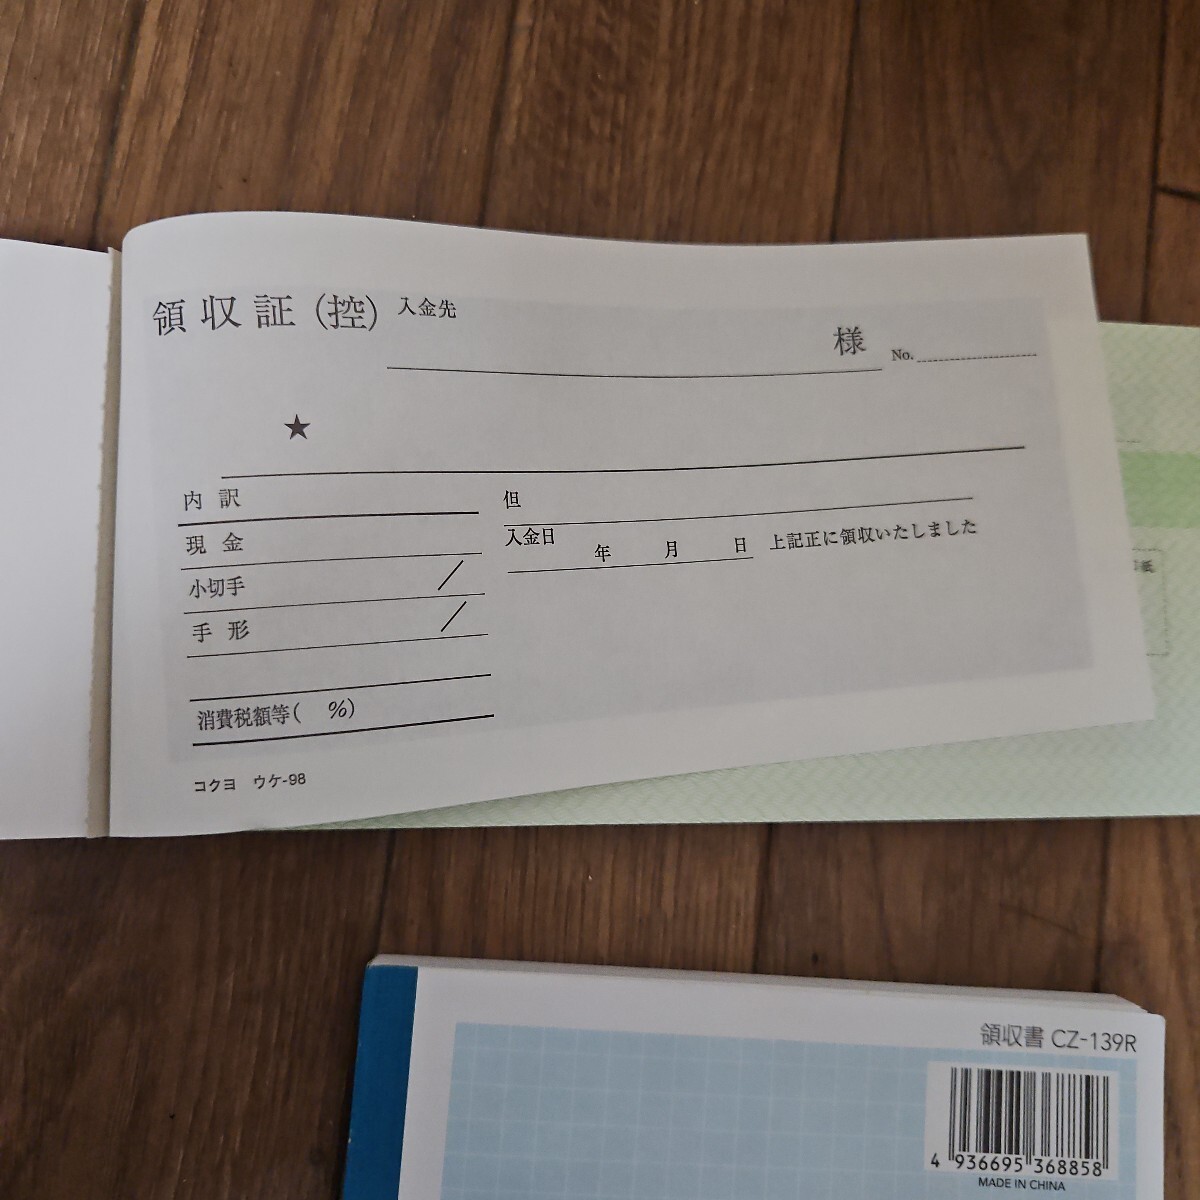 領収証(控) 入金先
様 No.
★
内訳
現金
小切手 /
手形 /
消費税額等( %)
但
入金日 年 月 日 上記正に領収いたしました
コクヨ ウケ-98
紙
領収書 CZ-139R
4 936695 368858
MADE IN CHINA